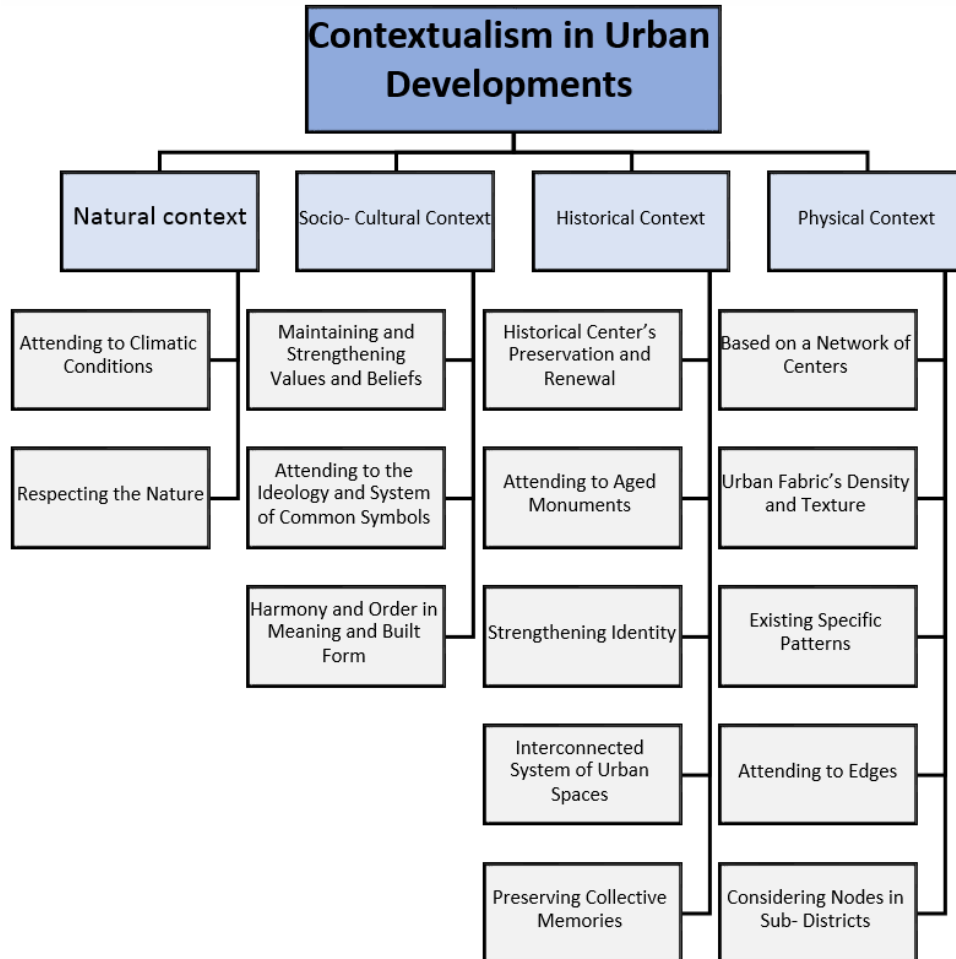 Contextualism in Urban
Developments
Natural context
Socio- Cultural Context
Historical Context
Physical Context
Attending to Climatic
Conditions
Respecting the Nature
Maintaining and
Strengthening
Values and Beliefs
Attending to the
Ideology and System
of Common Symbols
Harmony and Order in
Meaning and Built
Form
Historical Center’s
Preservation and
Renewal
Attending to Aged
Monuments
Strengthening Identity
Interconnected
System of Urban
Spaces
Preserving Collective
Memories
Based on a Network of
Centers
Urban Fabric’s Density
and Texture
Existing Specific
Patterns
Attending to Edges
Considering Nodes in
Sub- Districts